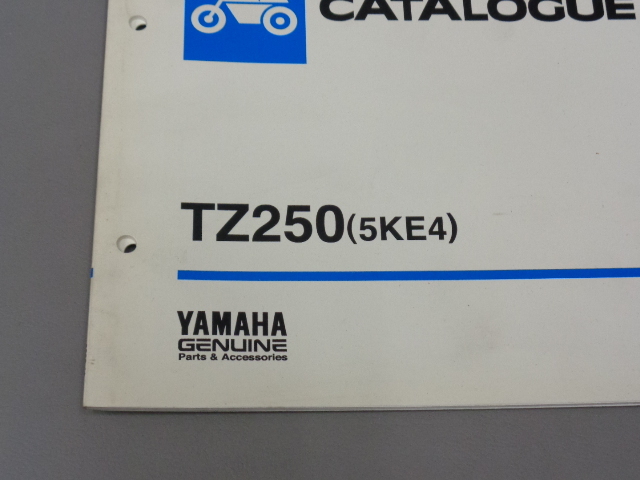 CATALOGUE
TZ250(5KE4)
YAMAHA
GENUINE
Parts & Accessories